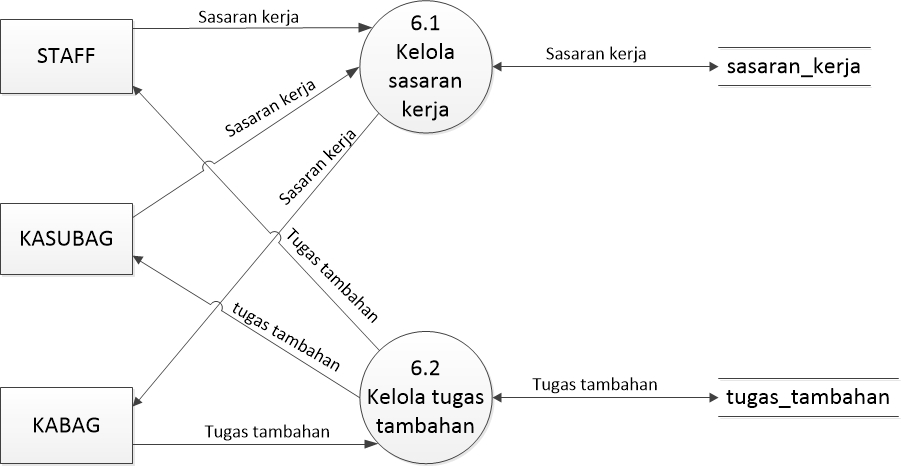 STAFF
Sasaran kerja
6.1
Kelola
sasaran
kerja
Sasaran kerja
sasaran_kerja
Sasaran kerja
Sasaran kerja
KASUBAG
Tugas tambahan
tugas tambahan
6.2
Kelola tugas
tambahan
Tugas tambahan
tugas_tambahan
KABAG
Tugas tambahan